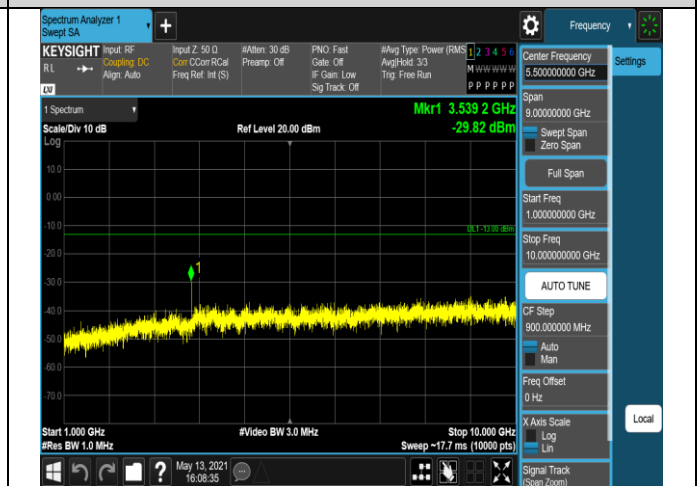 Spectrum Analyzer 1
Swept SA
+
Frequency
KEYSIGHT
RL
LXI
Input: RF
Coupling: DC
Align: Auto
Input Z: 50 Ω
Corr CCorr RCal
Freq Ref: Int (S)
#Atten: 30 dB
Preamp: Off
PNO: Fast
Gate: Off
IF Gain: Low
Sig Track: Off
#Avg Type: Power (RMS
Avg|Hold: 3/3
Trig: Free Run
1 2 3 4 5 6
M W W W W W
P P P P P P
1 Spectrum
Scale/Div 10 dB
Log
Ref Level 20.00 dBm
Mkr1 3.539 2 GHz
-29.82 dBm
10.0
0.00
-10.0
-20.0
-30.0
-40.0
-50.0
-60.0
-70.0
DL1 -13.00 dBm
1
Start 1.000 GHz
#Res BW 1.0 MHz
#Video BW 3.0 MHz
Stop 10.000 GHz
Sweep ~17.7 ms (10000 pts)
Center Frequency
5.500000000 GHz
Span
9.00000000 GHz
Swept Span
Zero Span
Full Span
Start Freq
1.000000000 GHz
Stop Freq
10.000000000 GHz
AUTO TUNE
CF Step
900.000000 MHz
Auto
Man
Freq Offset
0 Hz
X Axis Scale
Log
Lin
Signal Track
(Span Zoom)
Settings
Local
?
May 13, 2021
16:08:35